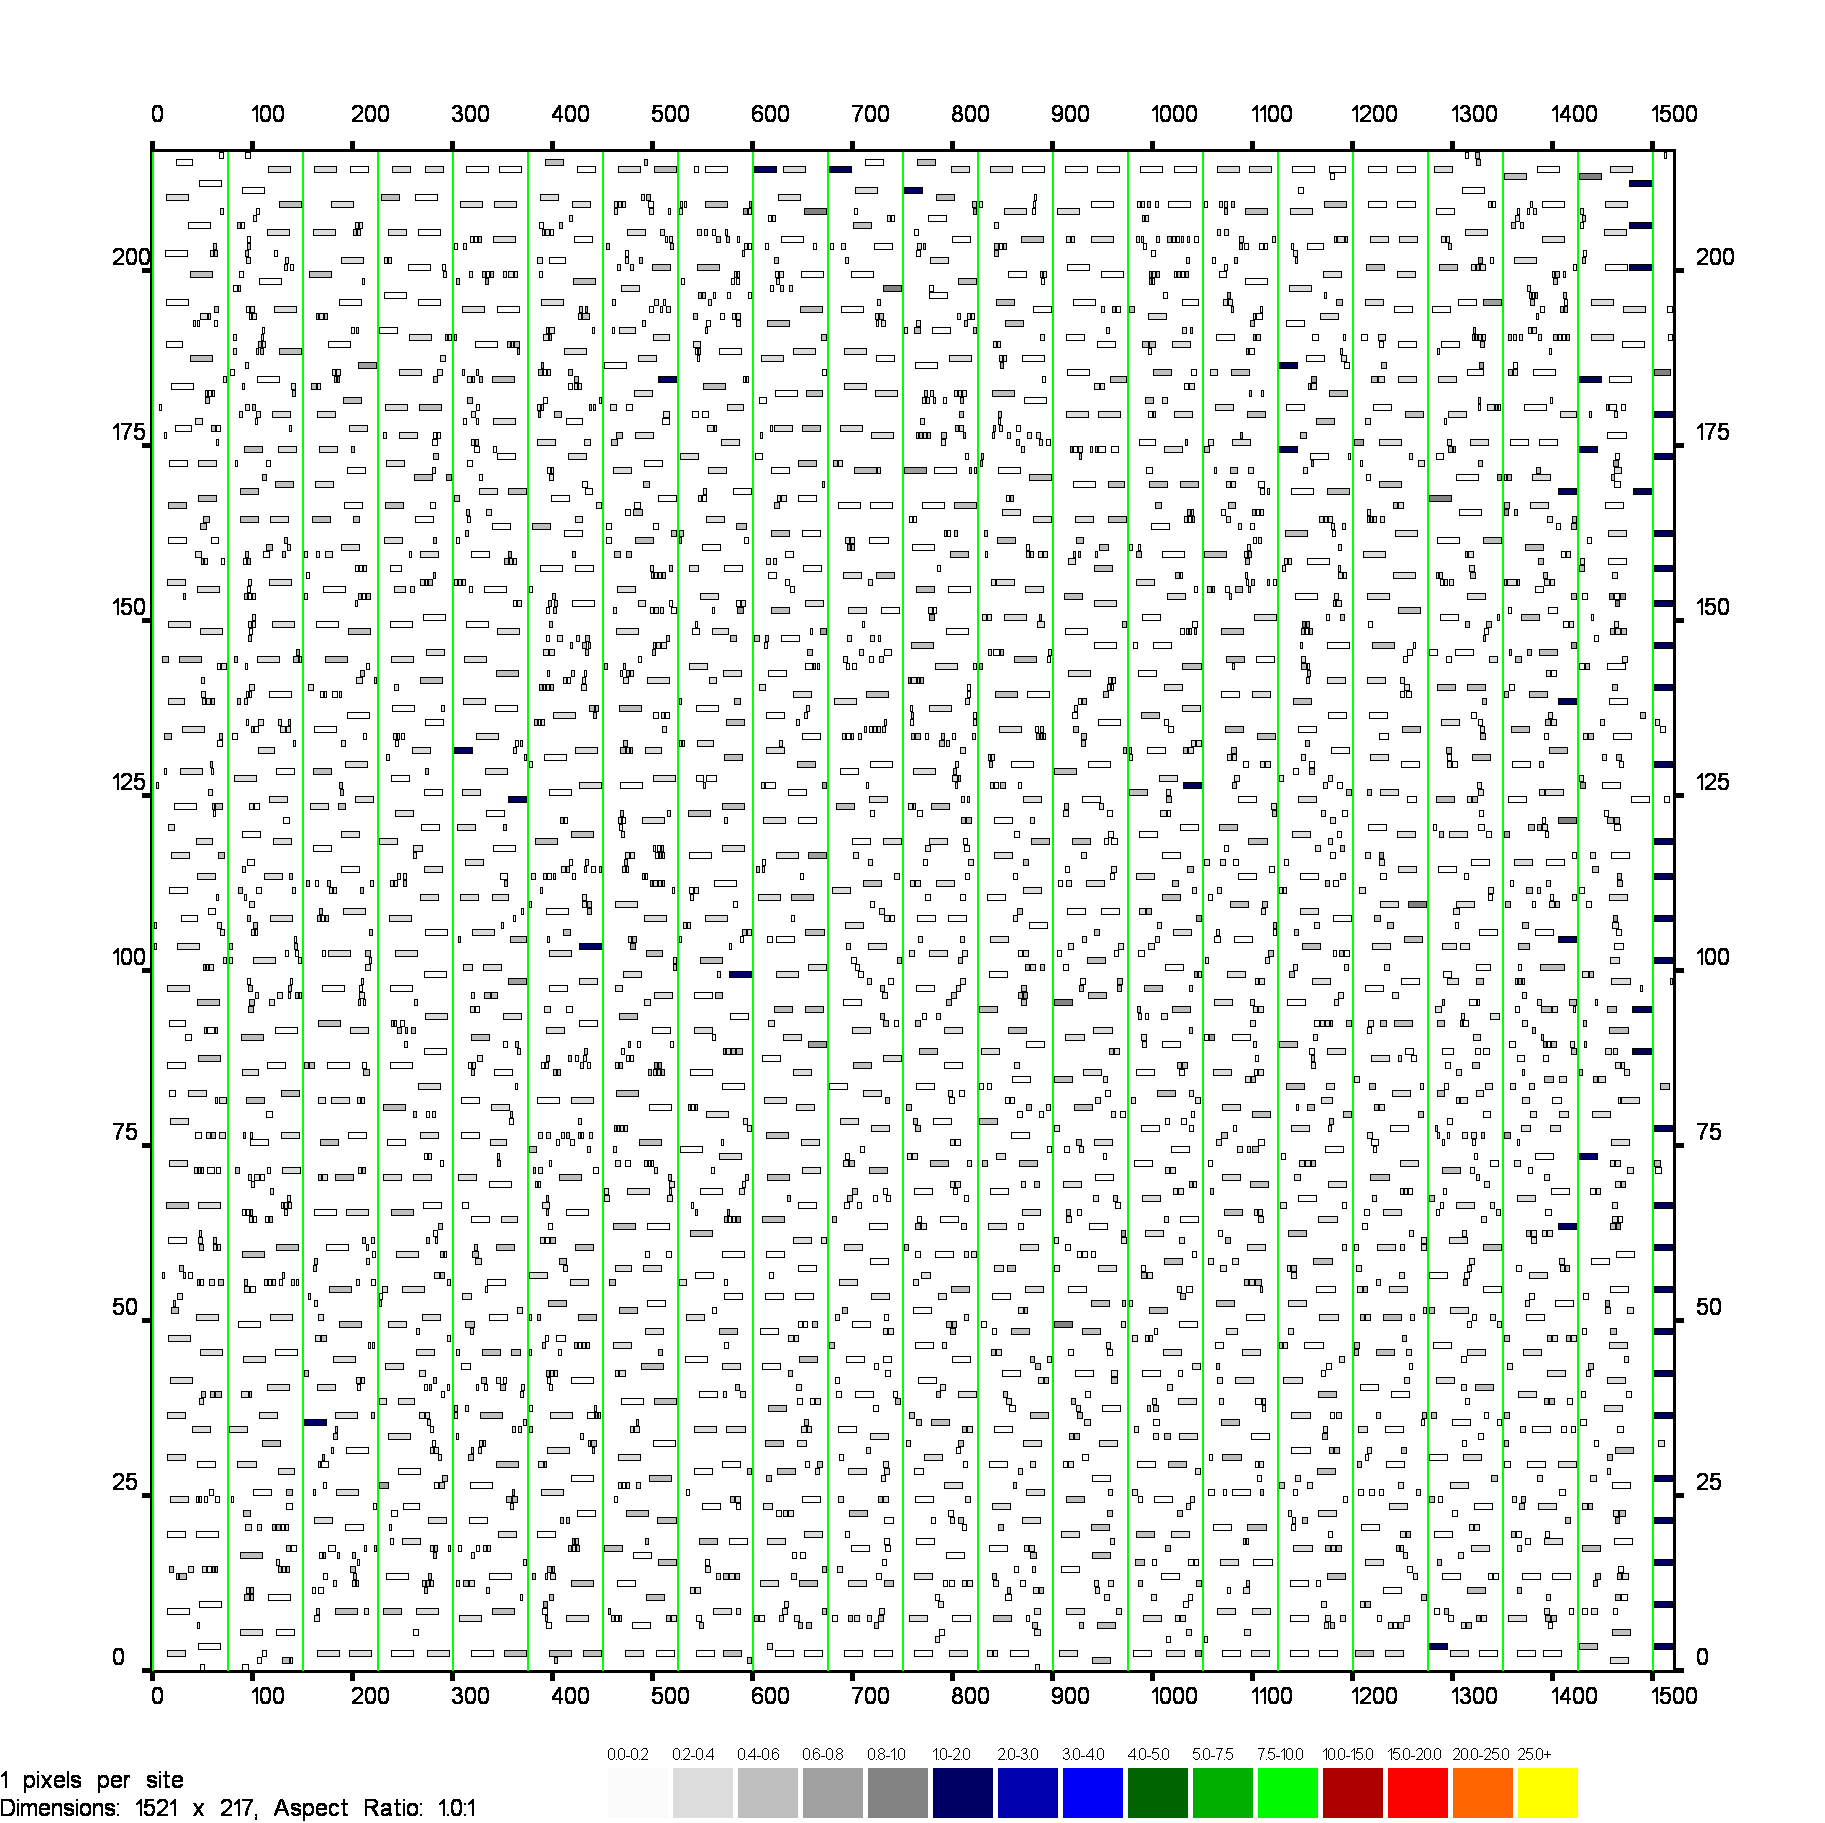 0 100 200 300 400 500 600 700 800 900 1000 1100 1200 1300 1400 1500
200 200
175 175
150 150
125 125
100 100
75 75
50 50
25 25
0 0
0 100 200 300 400 500 600 700 800 900 1000 1100 1200 1300 1400 1500
0.0-0.2 0.2-0.4 0.4-0.6 0.6-0.8 0.8-1.0 1.0-2.0 2.0-3.0 3.0-4.0 4.0-5.0 5.0-7.5 7.5-10.0 10.0-15.0 15.0-20.0 20.0-25.0 25.0+
1 pixels per site
Dimensions: 1521 x 217, Aspect Ratio: 1.0:1